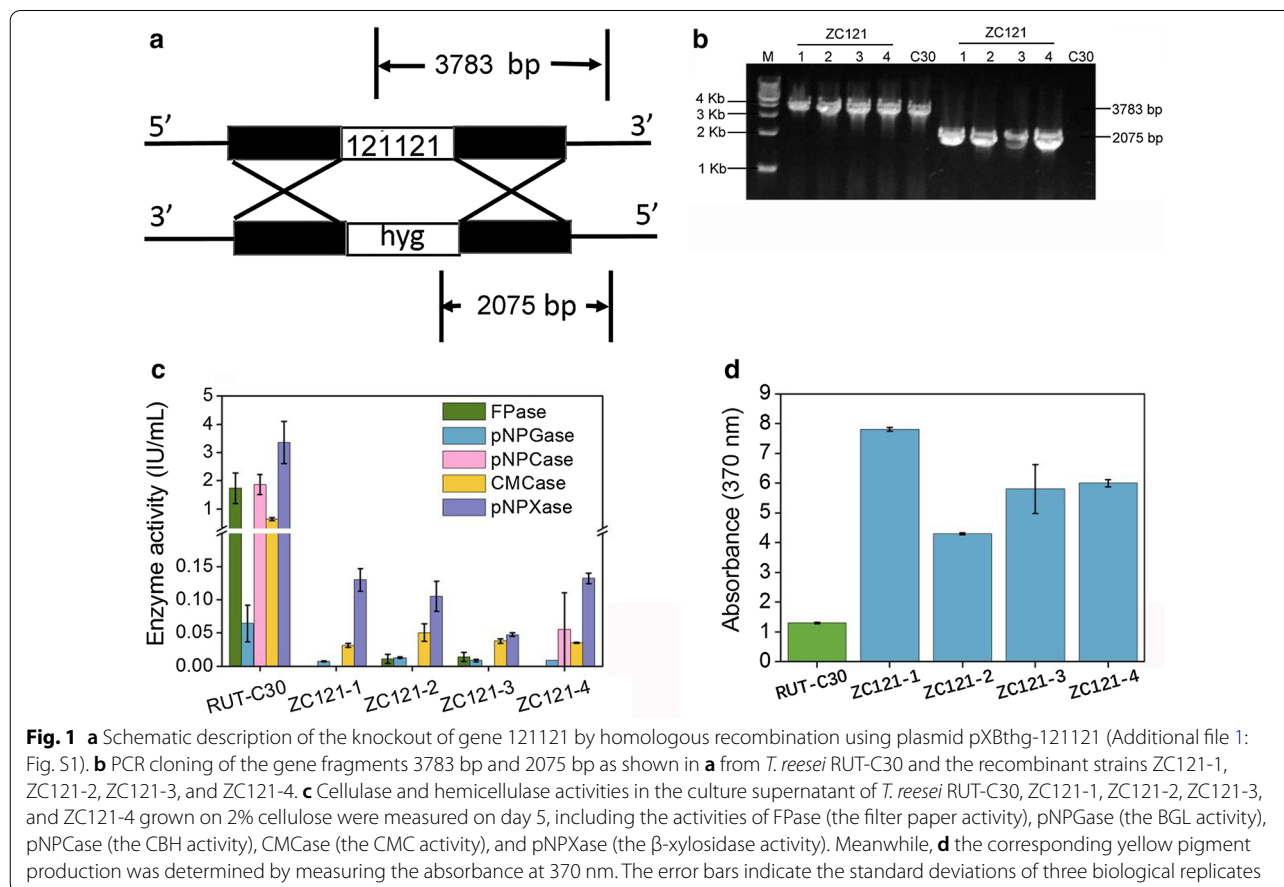 a
3783 bp
5’
3’
121121
3’
5’
hyg
2075 bp
b
ZC121
ZC121
M 1 2 3 4 C30 1 2 3 4 C30
4 Kb
3 Kb
2 Kb
1 Kb
3783 bp
2075 bp
c
Enzyme activity (IU/mL)
5
4
3
2
1
0.15
0.10
0.05
0.00
FPase
pNPGase
pNPCase
CMCase
pNPXase
RUT-C30
ZC121-1
ZC121-2
ZC121-3
ZC121-4
d
Absorbance (370 nm)
9
8
7
6
5
4
3
2
1
0
RUT-C30
ZC121-1
ZC121-2
ZC121-3
ZC121-4
Fig. 1 a Schematic description of the knockout of gene 121121 by homologous recombination using plasmid pXBthg-121121 (Additional file 1:
Fig. S1). b PCR cloning of the gene fragments 3783 bp and 2075 bp as shown in a from T. reesei RUT-C30 and the recombinant strains ZC121-1,
ZC121-2, ZC121-3, and ZC121-4. c Cellulase and hemicellulase activities in the culture supernatant of T. reesei RUT-C30, ZC121-1, ZC121-2, ZC121-3,
and ZC121-4 grown on 2% cellulose were measured on day 5, including the activities of FPase (the filter paper activity), pNPGase (the BGL activity),
pNPCase (the CBH activity), CMCase (the CMC activity), and pNPXase (the β-xylosidase activity). Meanwhile, d the corresponding yellow pigment
production was determined by measuring the absorbance at 370 nm. The error bars indicate the standard deviations of three biological replicates